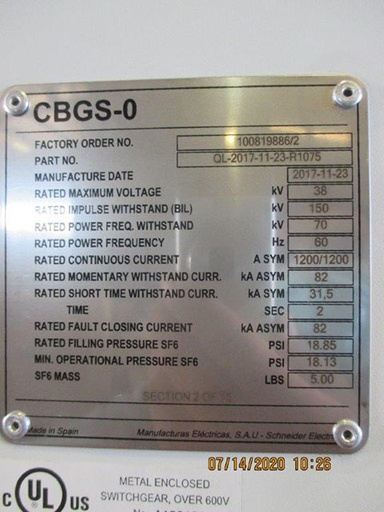 CBGS-0
FACTORY ORDER NO. 100819886/2
PART NO. QL-2017-11-23-R1075
MANUFACTURE DATE 2017-11-23
RATED MAXIMUM VOLTAGE kV 38
RATED IMPULSE WITHSTAND (BIL) kV 150
RATED POWER FREQ. WITHSTAND kV 70
RATED POWER FREQUENCY Hz 60
RATED CONTINUOUS CURRENT A SYM 1200/1200
RATED MOMENTARY WITHSTAND CURR. kA ASYM 82
RATED SHORT TIME WITHSTAND CURR. kA SYM 31,5
TIME SEC 2
RATED FAULT CLOSING CURRENT kA ASYM 82
RATED FILLING PRESSURE SF6 PSI 18.85
MIN. OPERATIONAL PRESSURE SF6 PSI 18.13
SF6 MASS LBS 5.00
SECTION 2 OF
Made in Spain Manufacturas Eléctricas, S.A.U - Schneider Electric
07/14/2020 10:26
C UL US
METAL ENCLOSED
SWITCHGEAR, OVER 600V